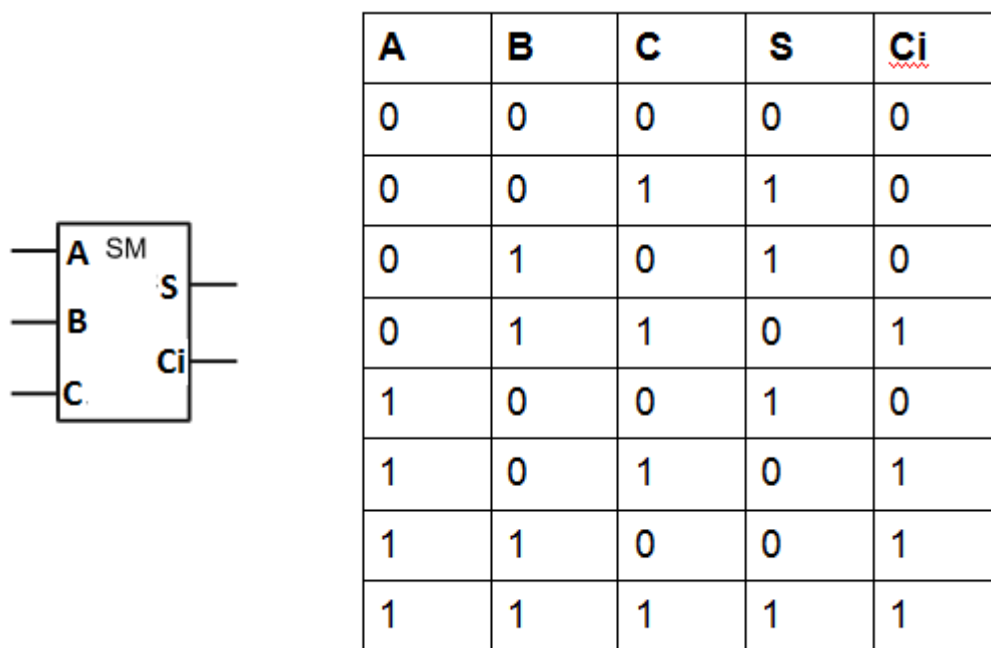 A SM
S
B
Ci
C
A B C S Ci
0 0 0 0 0
0 0 1 1 0
0 1 0 1 0
0 1 1 0 1
1 0 0 1 0
1 0 1 0 1
1 1 0 0 1
1 1 1 1 1